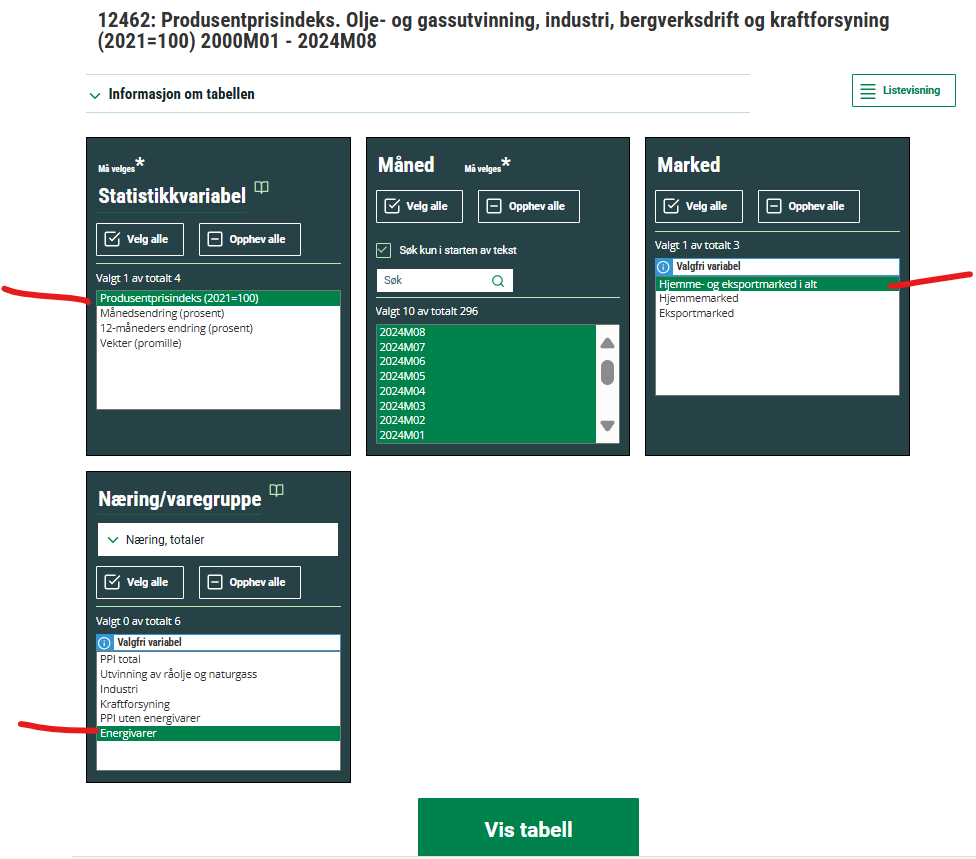 12462: Produsentprisindeks. Olje- og gassutvinning, industri, bergverksdrift og kraftforsyning
(2021=100) 2000M01 - 2024M08
Informasjon om tabellen
Listevisning
Må velges*
Statistikkvariabel
Velg alle
Opphev alle
Valgt 1 av totalt 4
Produsentprisindeks (2021=100)
Månedsendring (prosent)
12-måneders endring (prosent)
Vekter (promille)
Måned Må velges*
Velg alle
Opphev alle
Søk kun i starten av tekst
Søk
Valgt 10 av totalt 296
2024M08
2024M07
2024M06
2024M05
2024M04
2024M03
2024M02
2024M01
Marked
Velg alle
Opphev alle
Valgt 1 av totalt 3
Valgfri variabel
Hjemme- og eksportmarked i alt
Hjemmemarked
Eksportmarked
Næring/varegruppe
Næring, totaler
Velg alle
Opphev alle
Valgt 0 av totalt 6
Valgfri variabel
PPI total
Utvinning av råolje og naturgass
Industri
Kraftforsyning
PPI uten energivarer
Energivarer
Vis tabell